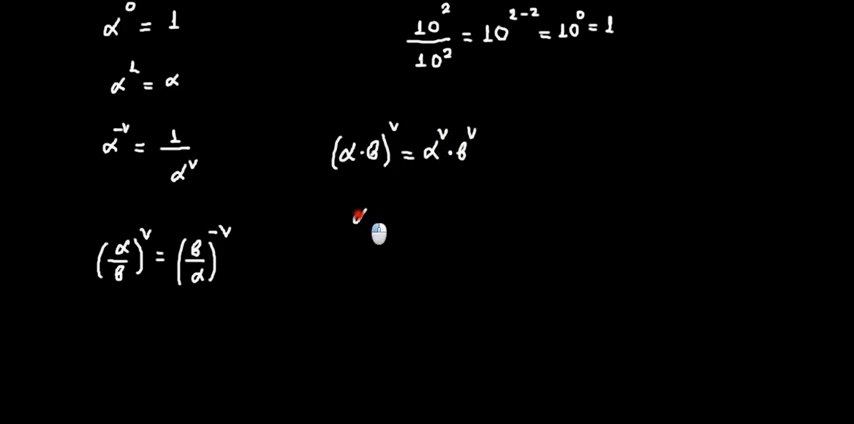 α⁰ = 1
10²/10² = 10²⁻² = 10⁰ = 1
α¹ = α
α⁻ᵛ = 1/αᵛ
(α·β)ᵛ = αᵛ·βᵛ
(α/β)ᵛ = (β/α)⁻ᵛ